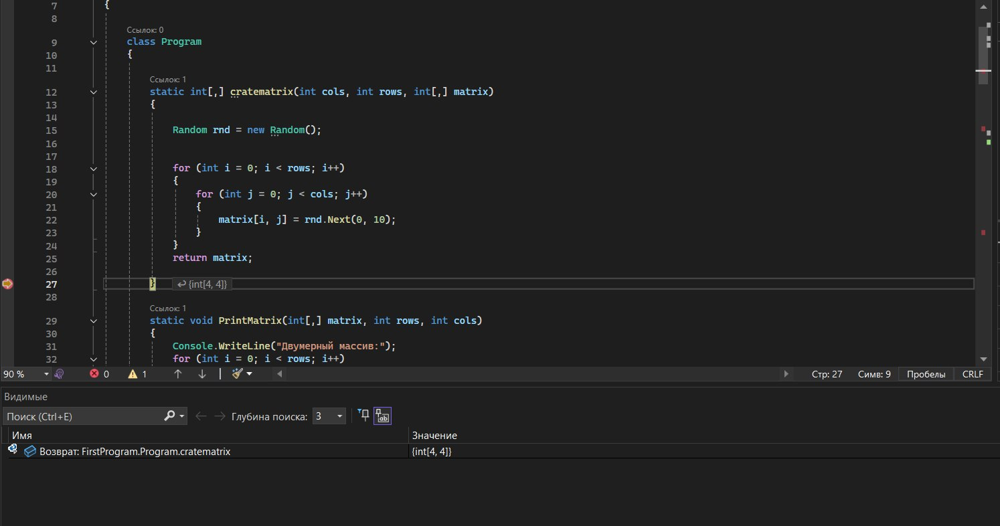 7 {
8
Ссылок: 0
9 class Program
10 {
11
Ссылок: 1
12 static int[,] cratematrix(int cols, int rows, int[,] matrix)
13 {
14
15 Random rnd = new Random();
16
17
18 for (int i = 0; i < rows; i++)
19 {
20 for (int j = 0; j < cols; j++)
21 {
22 matrix[i, j] = rnd.Next(0, 10);
23 }
24 }
25 return matrix;
26
27 } {int[4, 4]}
28
Ссылок: 1
29 static void PrintMatrix(int[,] matrix, int rows, int cols)
30 {
31 Console.WriteLine("Двумерный массив:");
32 for (int i = 0; i < rows; i++)
90 % 0 1 Стр: 27 Симв: 9 Пробелы CRLF
Видимые
Поиск (Ctrl+E) Глубина поиска: 3
Имя Значение
Возврат: FirstProgram.Program.cratematrix {int[4, 4]}